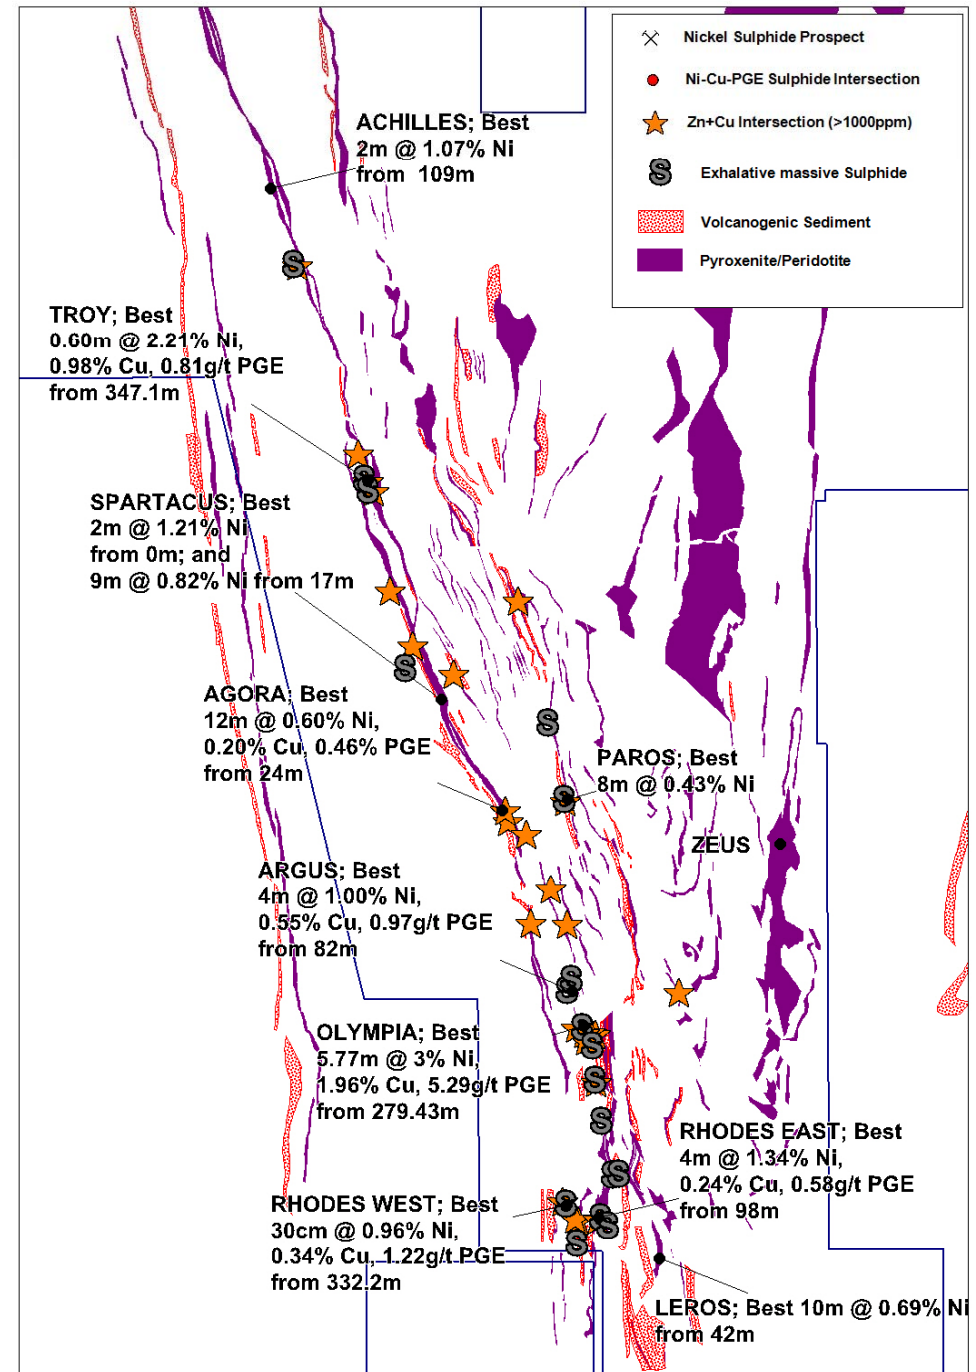 Nickel Sulphide Prospect
Ni-Cu-PGE Sulphide Intersection
Zn+Cu Intersection (>1000ppm)
S Exhalative massive Sulphide
Volcanogenic Sediment
Pyroxenite/Peridotite
ACHILLES; Best
2m @ 1.07% Ni
from 109m
S
TROY; Best
0.60m @ 2.21% Ni,
0.98% Cu, 0.81g/t PGE
from 347.1m
S
S
SPARTACUS; Best
2m @ 1.21% Ni
from 0m; and
9m @ 0.82% Ni from 17m
S
AGORA; Best
12m @ 0.60% Ni,
0.20% Cu, 0.46% PGE
from 24m
S
PAROS; Best
8m @ 0.43% Ni
S
ZEUS
ARGUS; Best
4m @ 1.00% Ni,
0.55% Cu, 0.97g/t PGE
from 82m
S
S
OLYMPIA; Best
5.77m @ 3% Ni,
1.96% Cu, 5.29g/t PGE
from 279.43m
S
S
S
S
RHODES EAST; Best
4m @ 1.34% Ni,
0.24% Cu, 0.58g/t PGE
from 98m
S
S
RHODES WEST; Best
30cm @ 0.96% Ni,
0.34% Cu, 1.22g/t PGE
from 332.2m
S
S
S
S
LEROS; Best 10m @ 0.69% Ni
from 42m